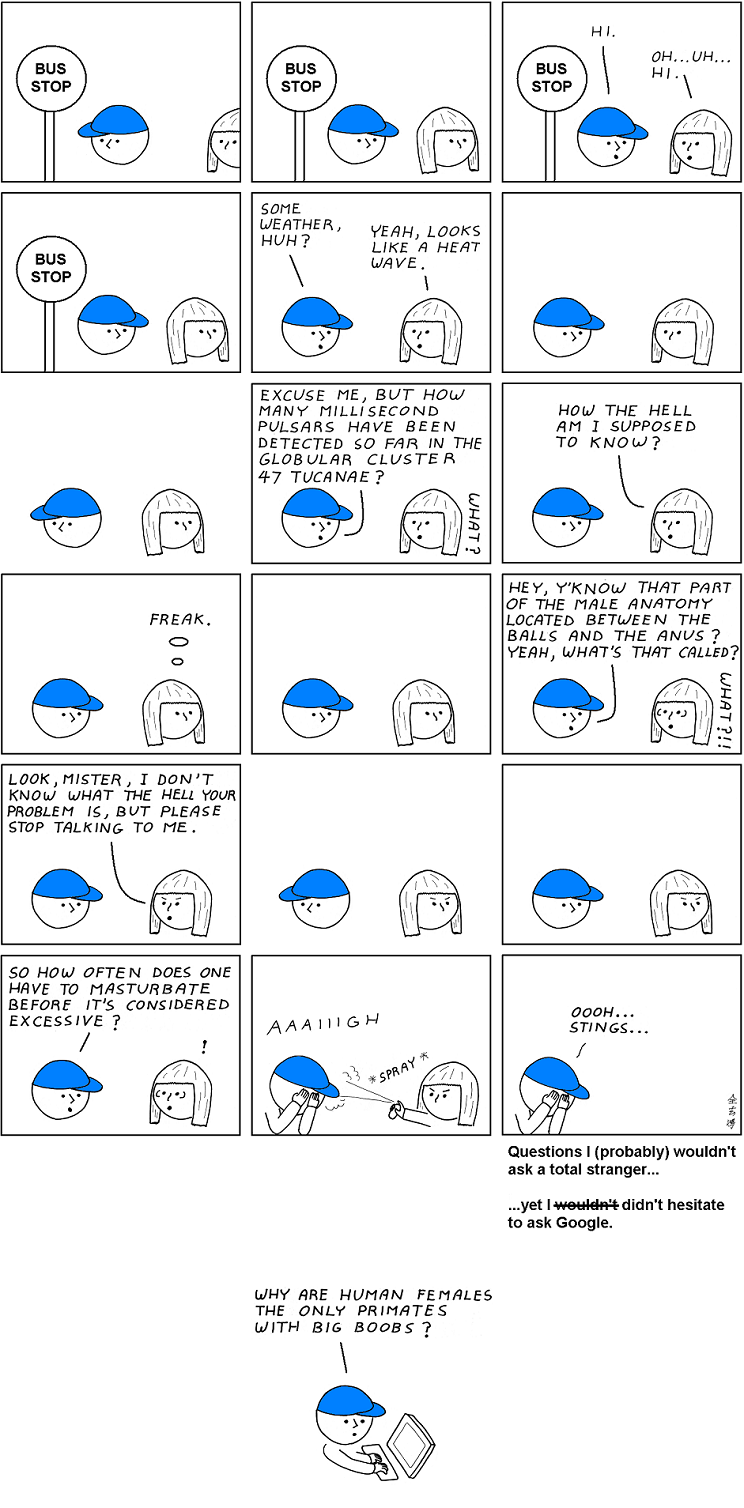 BUS
STOP
BUS
STOP
BUS
STOP
HI.
OH...UH...
HI.
BUS
STOP
SOME
WEATHER,
HUH?
YEAH, LOOKS
LIKE A HEAT
WAVE.
EXCUSE ME, BUT HOW
MANY MILLISECOND
PULSARS HAVE BEEN
DETECTED SO FAR IN THE
GLOBULAR CLUSTER
47 TUCANAE?
WHAT?
HOW THE HELL
AM I SUPPOSED
TO KNOW?
FREAK.
HEY, Y'KNOW THAT PART
OF THE MALE ANATOMY
LOCATED BETWEEN THE
BALLS AND THE ANUS?
YEAH, WHAT'S THAT CALLED?
WHAT?!!
LOOK, MISTER, I DON'T
KNOW WHAT THE HELL YOUR
PROBLEM IS, BUT PLEASE
STOP TALKING TO ME.
SO HOW OFTEN DOES ONE
HAVE TO MASTURBATE
BEFORE IT'S CONSIDERED
EXCESSIVE?
!
AAAIIIGH
*SPRAY*
OOOH...
STINGS...
Questions I (probably) wouldn't
ask a total stranger...
...yet I wouldn't didn't hesitate
to ask Google.
WHY ARE HUMAN FEMALES
THE ONLY PRIMATES
WITH BIG BOOBS?